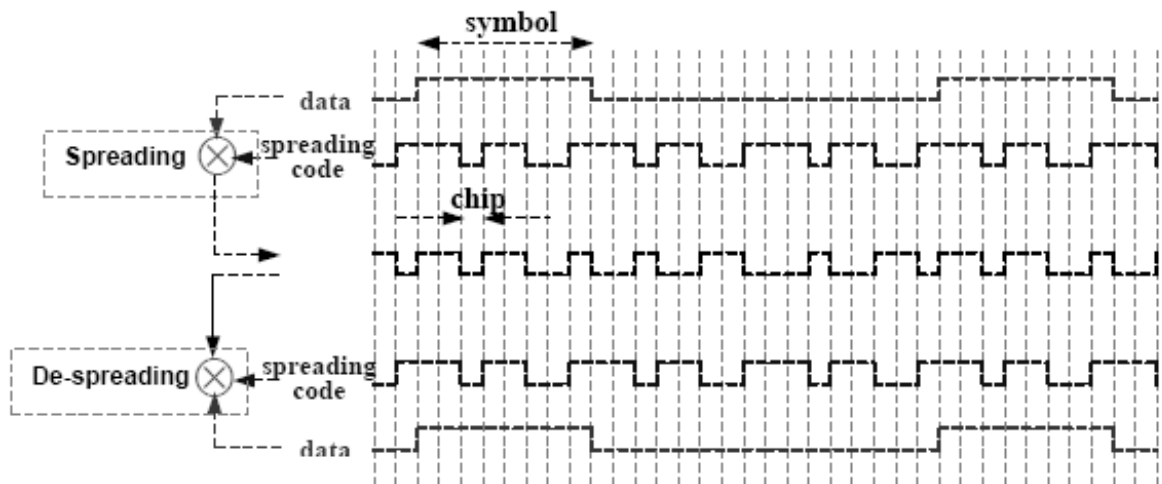 symbol
data
Spreading
spreading
code
chip
De-spreading
spreading
code
data